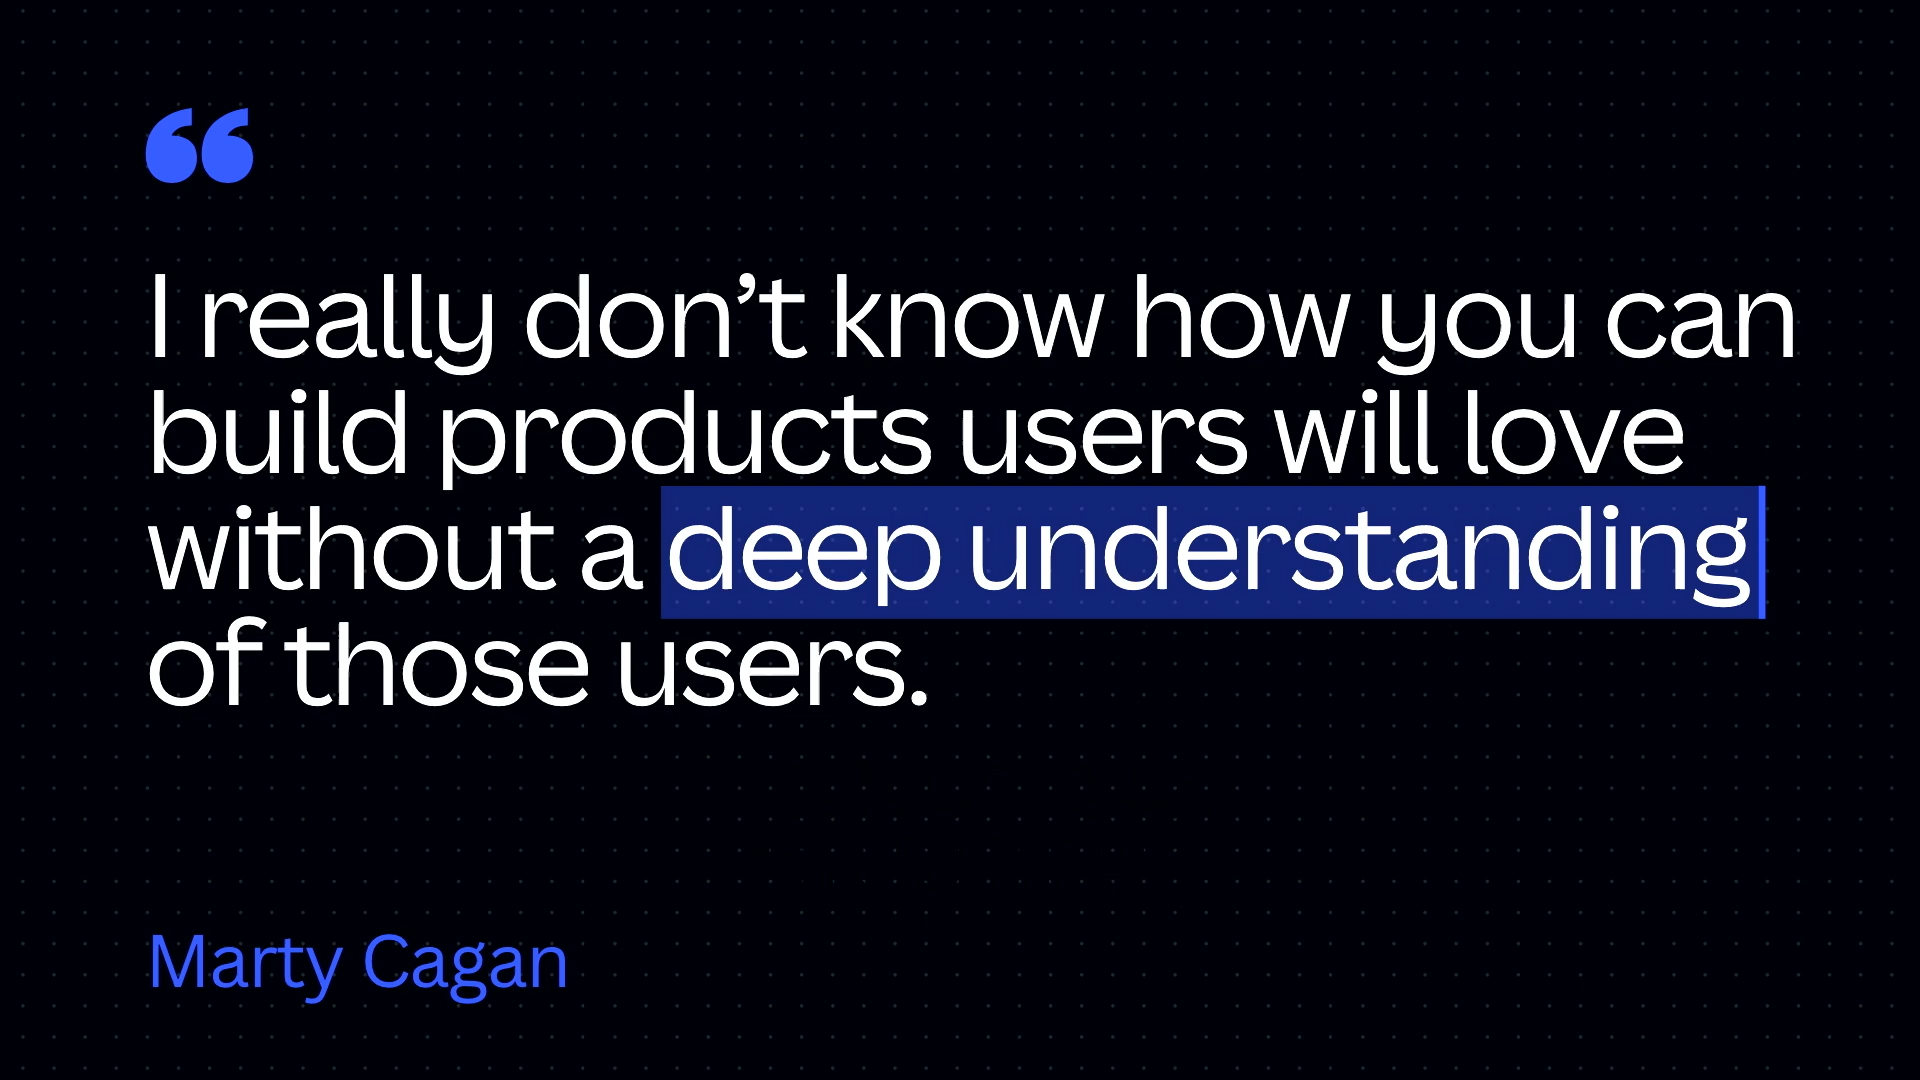 “
I really don’t know how you can
build products users will love
without a deep understanding
of those users.
Marty Cagan